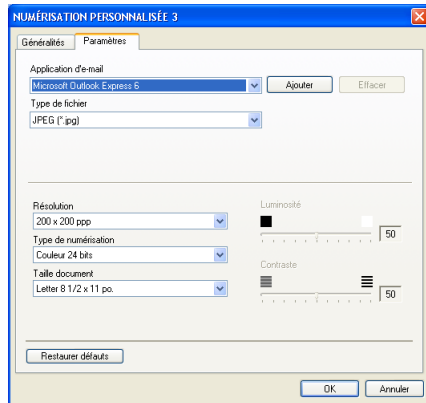 NUMÉRISATION PERSONNALISÉE 3
Généralités Paramètres
Application d'e-mail
Microsoft Outlook Express 6 Ajouter Effacer
Type de fichier
JPEG (*.jpg)
Résolution Luminosité
200 x 200 ppp 50
Type de numérisation
Couleur 24 bits Contraste
Taille document
Letter 8 1/2 x 11 po. 50
Restaurer défauts
OK Annuler